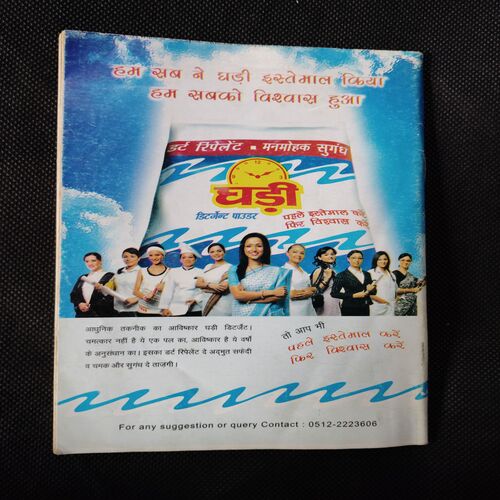 हम सब ने घड़ी इस्तेमाल किया
हम सबको विश्वास हुआ
डर्ट रिपेलेंट ▪ मनमोहक सुगंध
घड़ी
डिटर्जेन्ट पाउडर
पहले इस्तेमाल करें
फिर विश्वास करें
आधुनिक तकनीक का आविष्कार घड़ी डिटर्जेंट।
चमत्कार नहीं है ये एक पल का, आविष्कार है ये वर्षों
के अनुसंधान का। इसका डर्ट रिपेलेंट दे अद्भुत सफेदी
व चमक और सुगंध दे ताजगी।
तो आप भी
पहले इस्तेमाल करें
फिर विश्वास करें
For any suggestion or query Contact : 0512-2223606